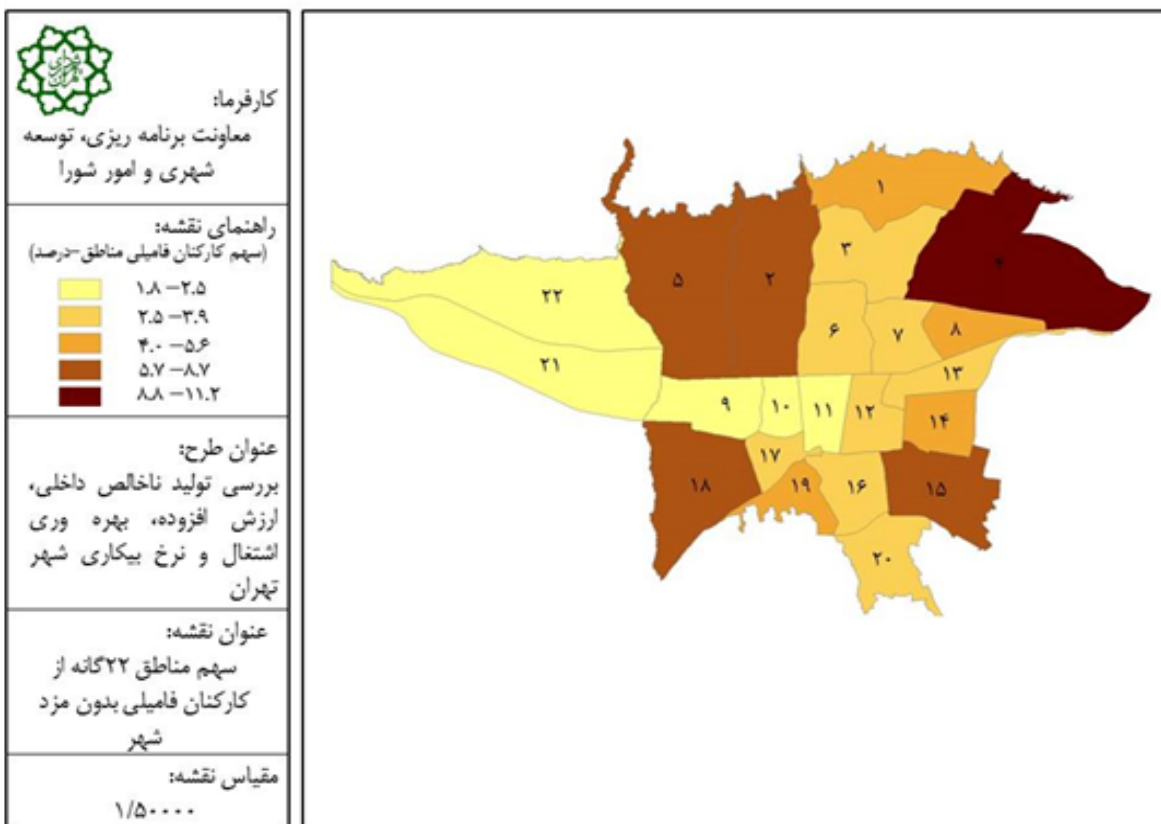 کارفرما:
معاونت برنامه ریزی، توسعه
شهری و امور شورا
راهنمای نقشه:
(سهم کارکنان فامیلی مناطق-درصد)
۱.۸ – ۲.۵
۲.۵ – ۳.۹
۴.۰ – ۵.۶
۵.۷ – ۸.۷
۸.۸ – ۱۱.۲
عنوان طرح:
بررسی تولید ناخالص داخلی،
ارزش افزوده، بهره وری
اشتغال و نرخ بیکاری شهر
تهران
عنوان نقشه:
سهم مناطق ۲۲گانه از
کارکنان فامیلی بدون مزد
شهر
مقیاس نقشه:
۱/۵۰۰۰۰
۱
۳
۴
۵
۲
۲۲
۶
۷
۸
۲۱
۱۳
۹
۱۰
۱۱
۱۲
۱۴
۱۷
۱۸
۱۹
۱۶
۱۵
۲۰